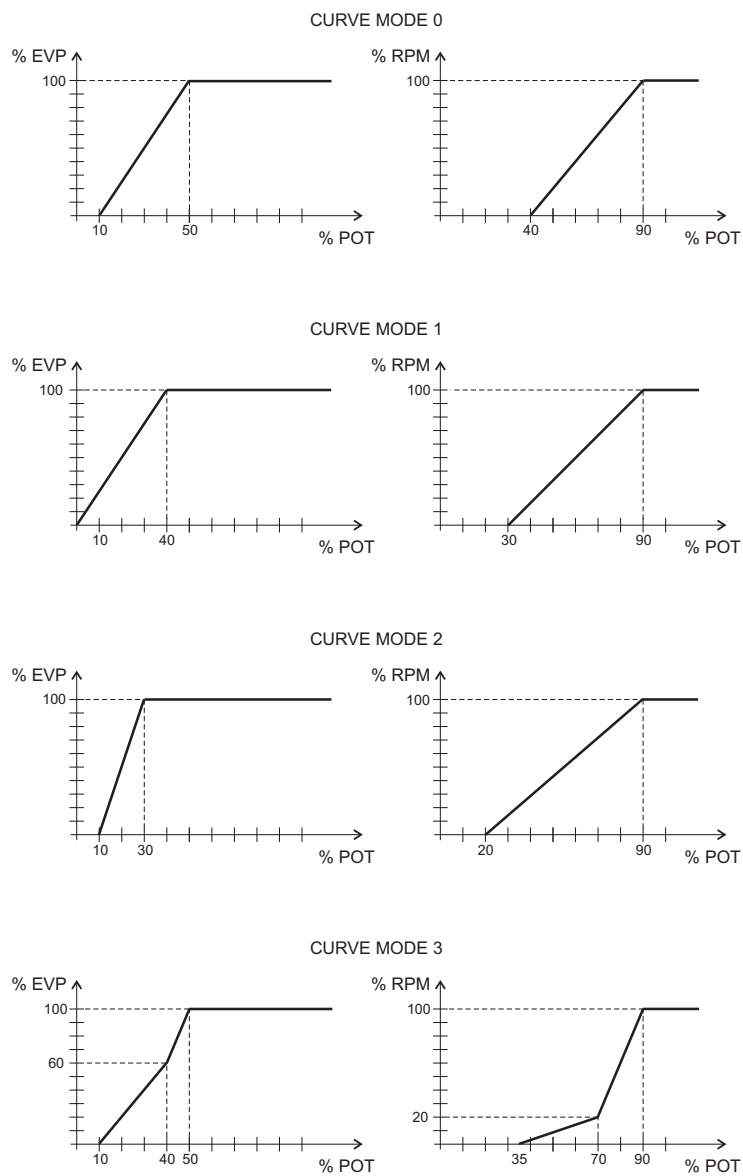 CURVE MODE 0
% EVP
100
10 50
% POT
% RPM
100
40 90
% POT
CURVE MODE 1
% EVP
100
10 40
% POT
% RPM
100
30 90
% POT
CURVE MODE 2
% EVP
100
10 30
% POT
% RPM
100
20 90
% POT
CURVE MODE 3
% EVP
100
60
10 40 50
% POT
% RPM
100
20
35 70 90
% POT